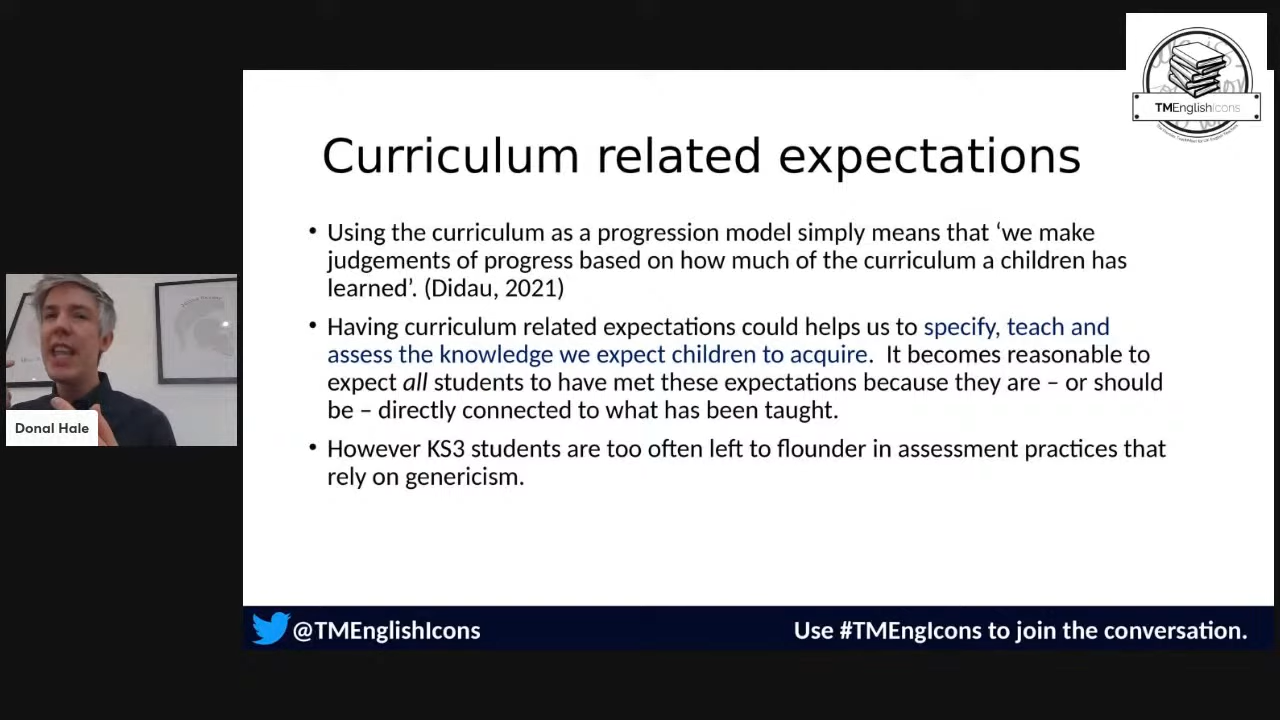 TMEnglishIcons
Curriculum related expectations
• Using the curriculum as a progression model simply means that ‘we make
judgements of progress based on how much of the curriculum a children has
learned’. (Didau, 2021)
• Having curriculum related expectations could helps us to specify, teach and
assess the knowledge we expect children to acquire. It becomes reasonable to
expect all students to have met these expectations because they are – or should
be – directly connected to what has been taught.
• However KS3 students are too often left to flounder in assessment practices that
rely on genericism.
Donal Hale
@TMEnglishIcons
Use #TMEngIcons to join the conversation.